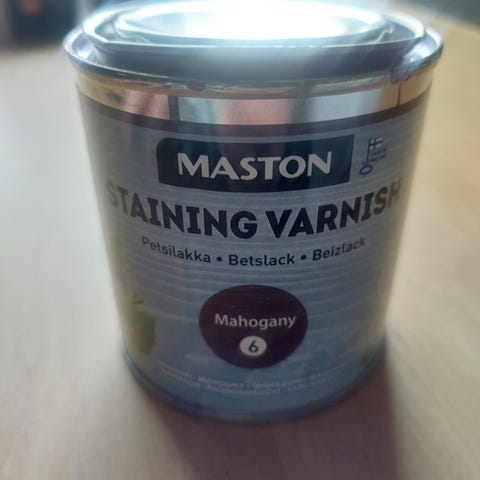 MASTON
STAINING VARNISH
Petsilakka • Betslack • Beizlack
Mahogany
6